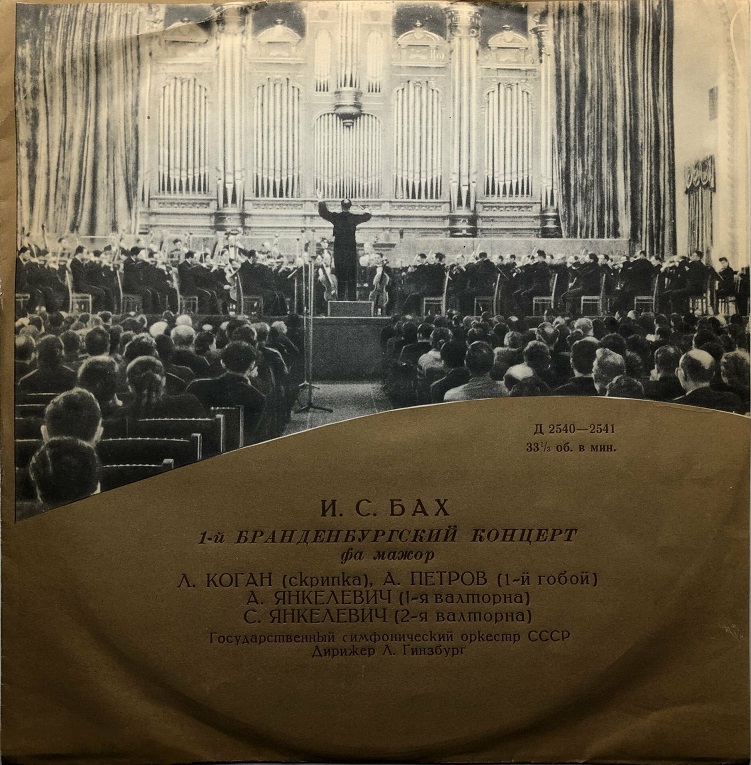 Д 2540—2541
33⅓ об. в мин.
И. С. БАХ
1-й БРАНДЕНБУРГСКИЙ КОНЦЕРТ
фа мажор
Л. КОГАН (скрипка), А. ПЕТРОВ (1-й гобой)
А. ЯНКЕЛЕВИЧ (1-я валторна)
С. ЯНКЕЛЕВИЧ (2-я валторна)
Государственный симфонический оркестр СССР
Дирижер Л. Гинзбург